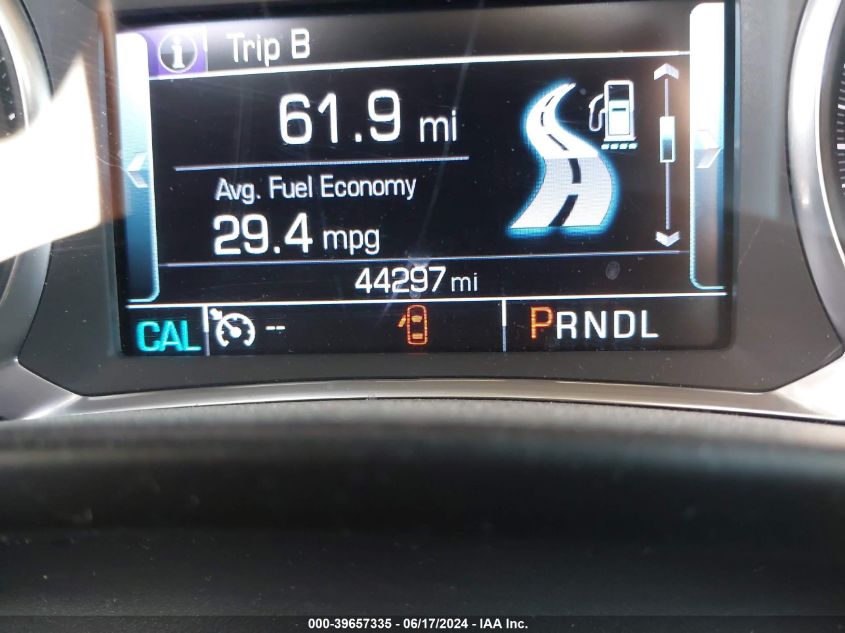 Trip B
61.9 mi
Avg. Fuel Economy
29.4 mpg
44297 mi
CAL -- PRNDL
000-39657335 - 06/17/2024 - IAA Inc.